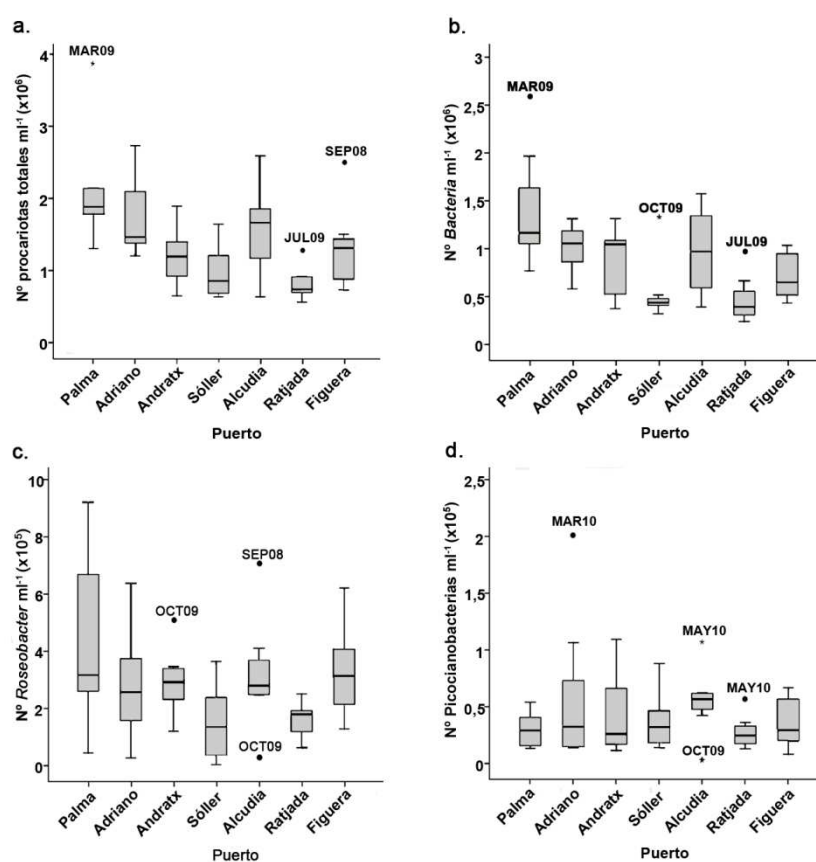 a.
Nº procariotas totales ml⁻¹ (x10⁶)
4
3
2
1
0
MAR09
JUL09
SEP08
Palma
Adriano
Andratx
Sóller
Alcudia
Ratjada
Figuera
Puerto
b.
Nº Bacteria ml⁻¹ (x10⁶)
3
2,5
2
1,5
1
0,5
0
MAR09
OCT09
JUL09
Palma
Adriano
Andratx
Sóller
Alcudia
Ratjada
Figuera
Puerto
c.
Nº Roseobacter ml⁻¹ (x10⁵)
10
8
6
4
2
0
OCT09
SEP08
OCT09
Palma
Adriano
Andratx
Sóller
Alcudia
Ratjada
Figuera
Puerto
d.
Nº Picocianobacterias ml⁻¹ (x10⁵)
2,5
2
1,5
1
0,5
0
MAR10
MAY10
MAY10
OCT09
Palma
Adriano
Andratx
Sóller
Alcudia
Ratjada
Figuera
Puerto